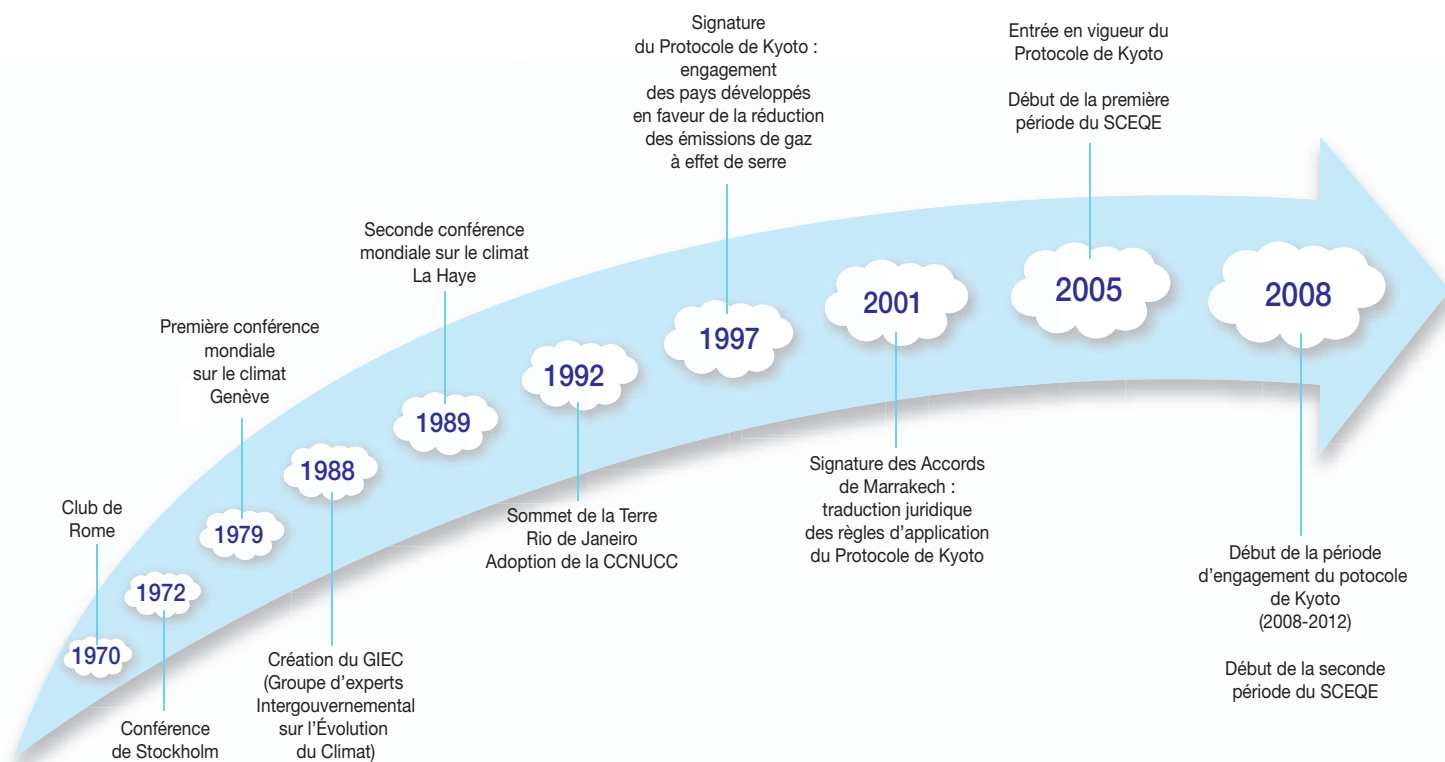 Club de
Rome
1970
1972
Conférence
de Stockholm
Première conférence
mondiale
sur le climat
Genève
1979
1988
Création du GIEC
(Groupe d'experts
Intergouvernemental
sur l'Évolution
du Climat)
Seconde conférence
mondiale sur le climat
La Haye
1989
1992
Sommet de la Terre
Rio de Janeiro
Adoption de la CCNUCC
Signature
du Protocole de Kyoto :
engagement
des pays développés
en faveur de la réduction
des émissions de gaz
à effet de serre
1997
2001
Signature des Accords
de Marrakech :
traduction juridique
des règles d'application
du Protocole de Kyoto
Entrée en vigueur du
Protocole de Kyoto
Début de la première
période du SCEQE
2005
2008
Début de la période
d'engagement du potocole
de Kyoto
(2008-2012)
Début de la seconde
période du SCEQE